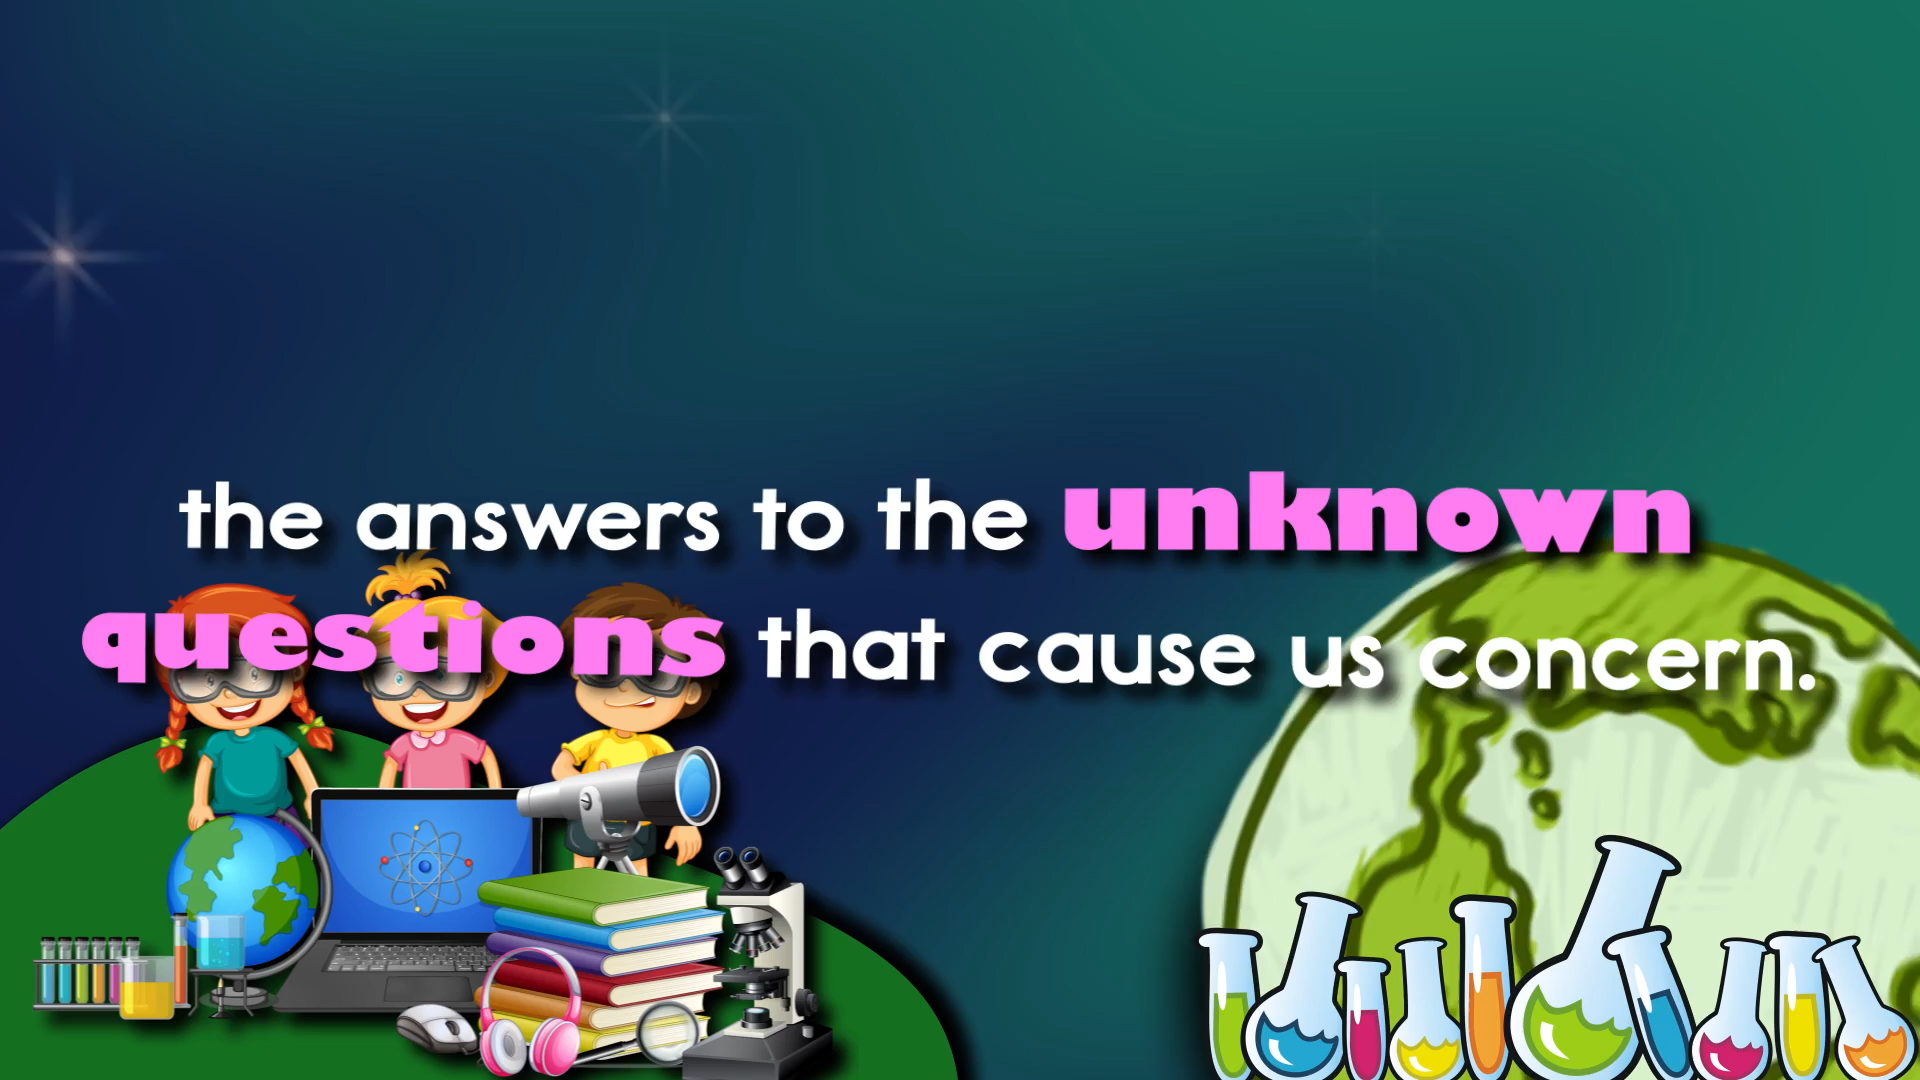 the answers to the unknown
questions that cause us concern.